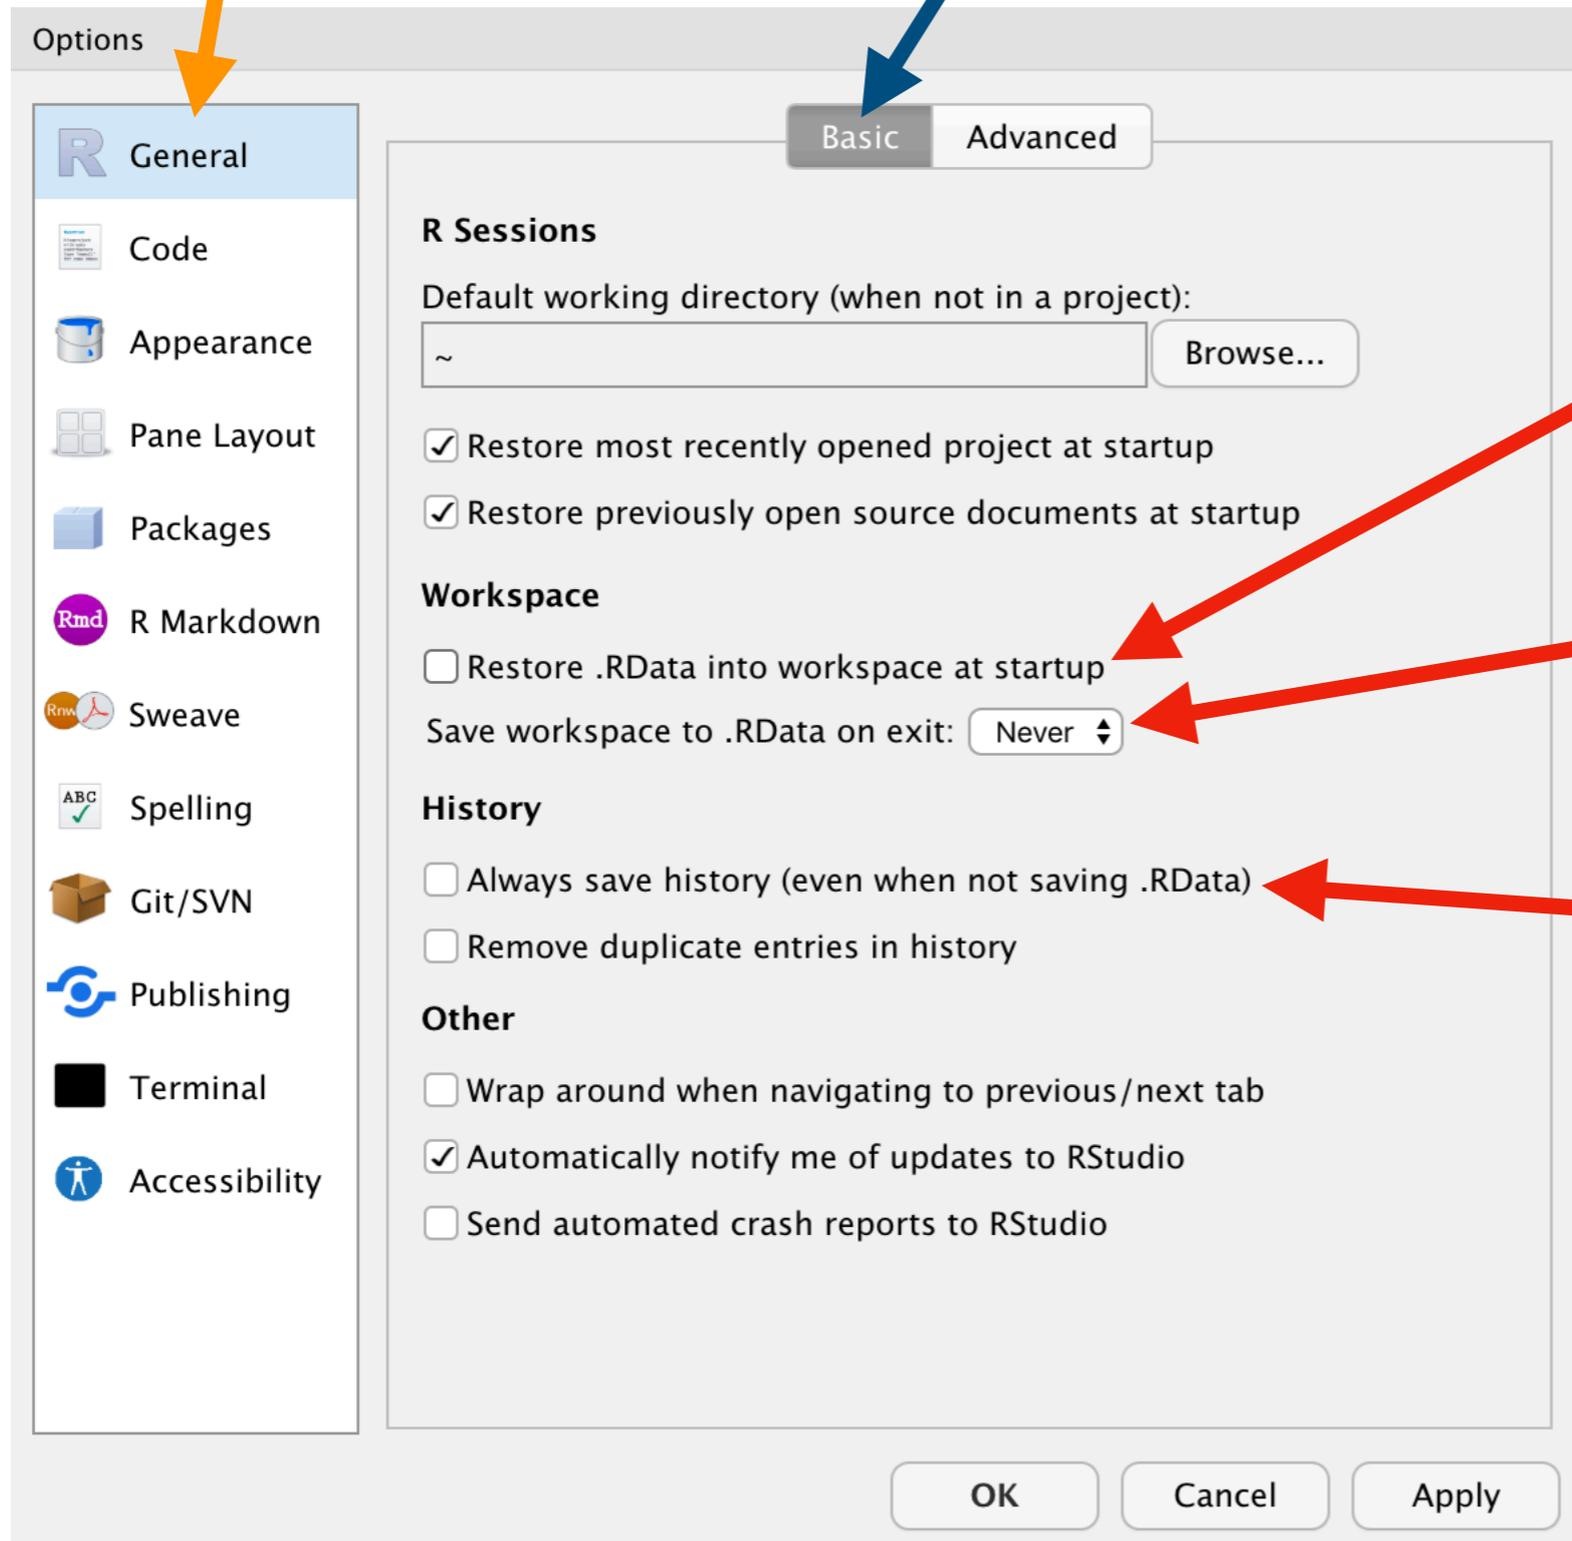 Options
General
Code
Appearance
Pane Layout
Packages
Rmd R Markdown
Rnw Sweave
ABC Spelling
Git/SVN
Publishing
Terminal
Accessibility
Basic Advanced
R Sessions
Default working directory (when not in a project):
~ Browse...
Restore most recently opened project at startup
Restore previously open source documents at startup
Workspace
Restore .RData into workspace at startup
Save workspace to .RData on exit: Never
History
Always save history (even when not saving .RData)
Remove duplicate entries in history
Other
Wrap around when navigating to previous/next tab
Automatically notify me of updates to RStudio
Send automated crash reports to RStudio
OK Cancel Apply